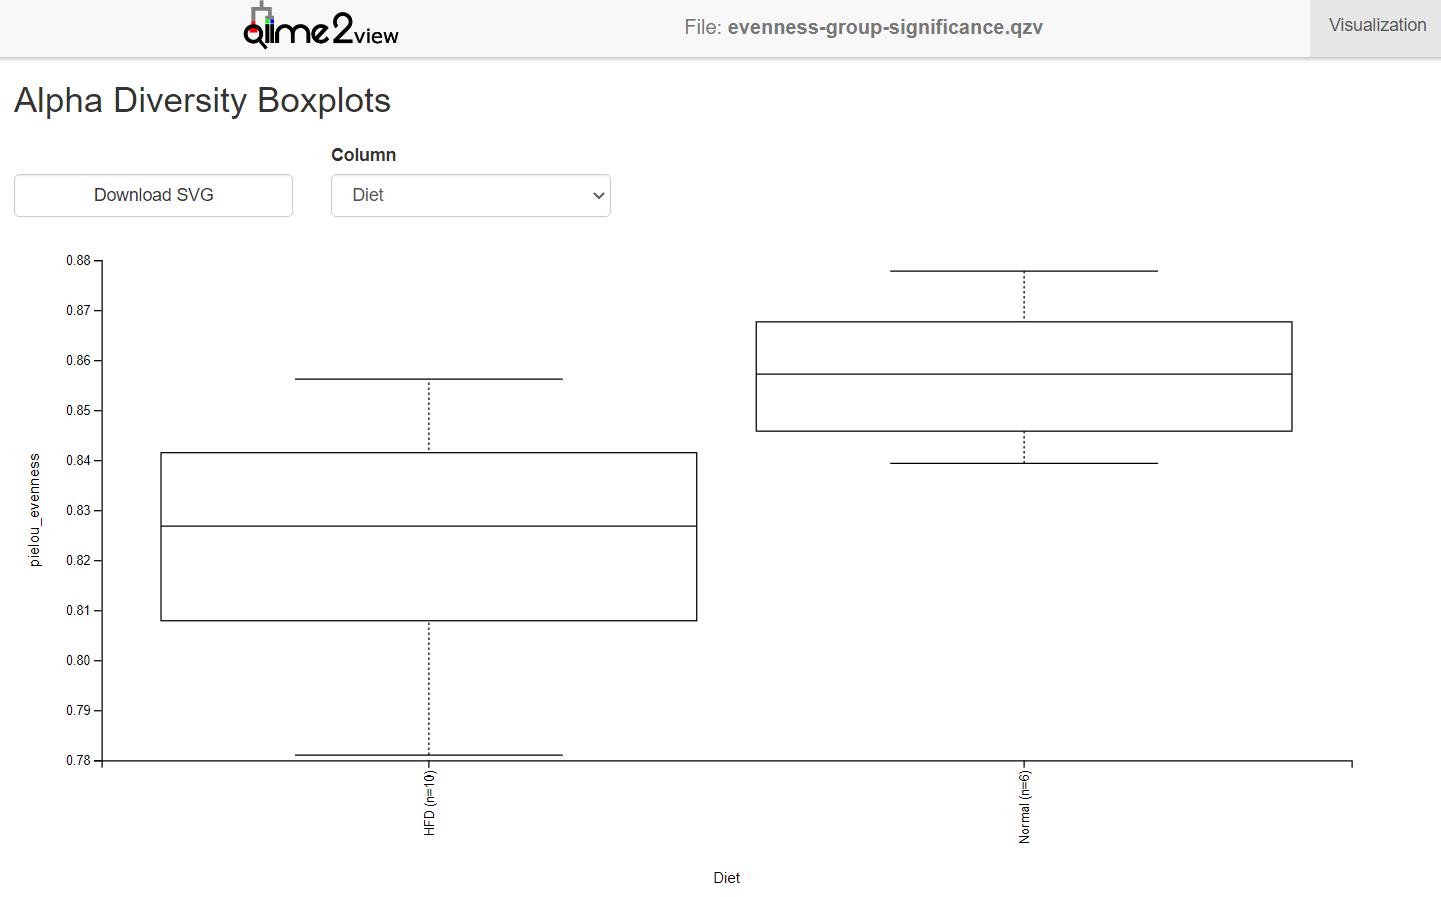 qiime2view
File: evenness-group-significance.qzv
Visualization
Alpha Diversity Boxplots
Column
Download SVG
Diet
0.88
0.87
0.86
0.85
0.84
0.83
0.82
0.81
0.80
0.79
0.78
pielou_evenness
HFD (n=10)
Normal (n=6)
Diet